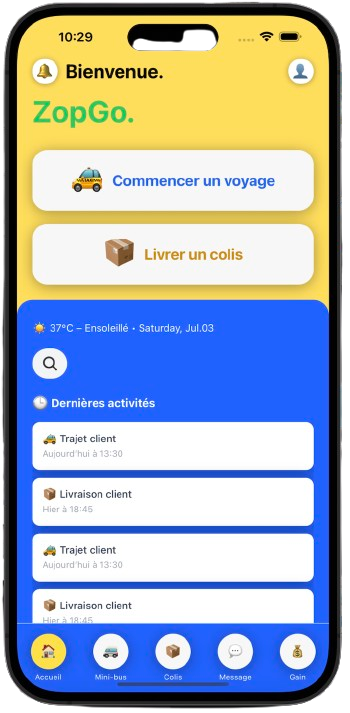 10:29
Bienvenue.
ZopGo.
Commencer un voyage
Livrer un colis
37°C – Ensoleillé • Saturday, Jul.03
Dernières activités
Trajet client
Aujourd'hui à 13:30
Livraison client
Hier à 18:45
Trajet client
Aujourd'hui à 13:30
Livraison client
Hier à 18:45
Accueil Mini-bus Colis Message Gain